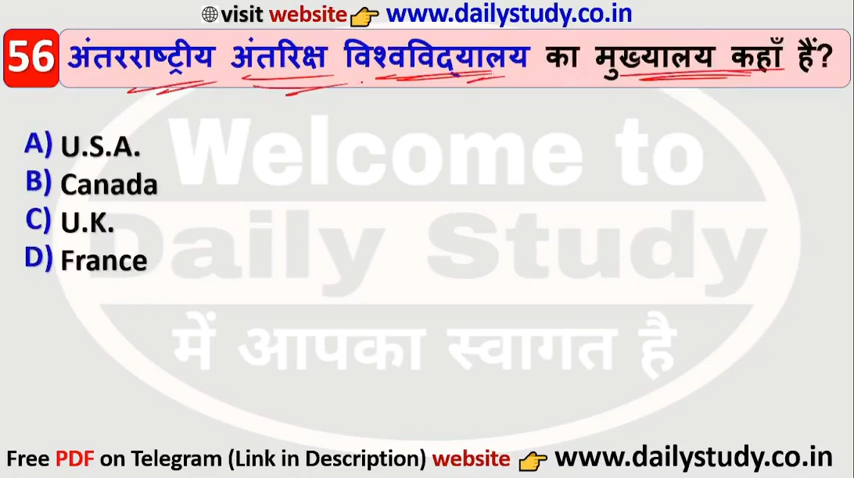 visit website www.dailystudy.co.in
56 अंतरराष्ट्रीय अंतरिक्ष विश्वविद्यालय का मुख्यालय कहाँ हैं?
A) U.S.A.
B) Canada
C) U.K.
D) France
Welcome to
Daily Study
में आपका स्वागत है
Free PDF on Telegram (Link in Description) website www.dailystudy.co.in